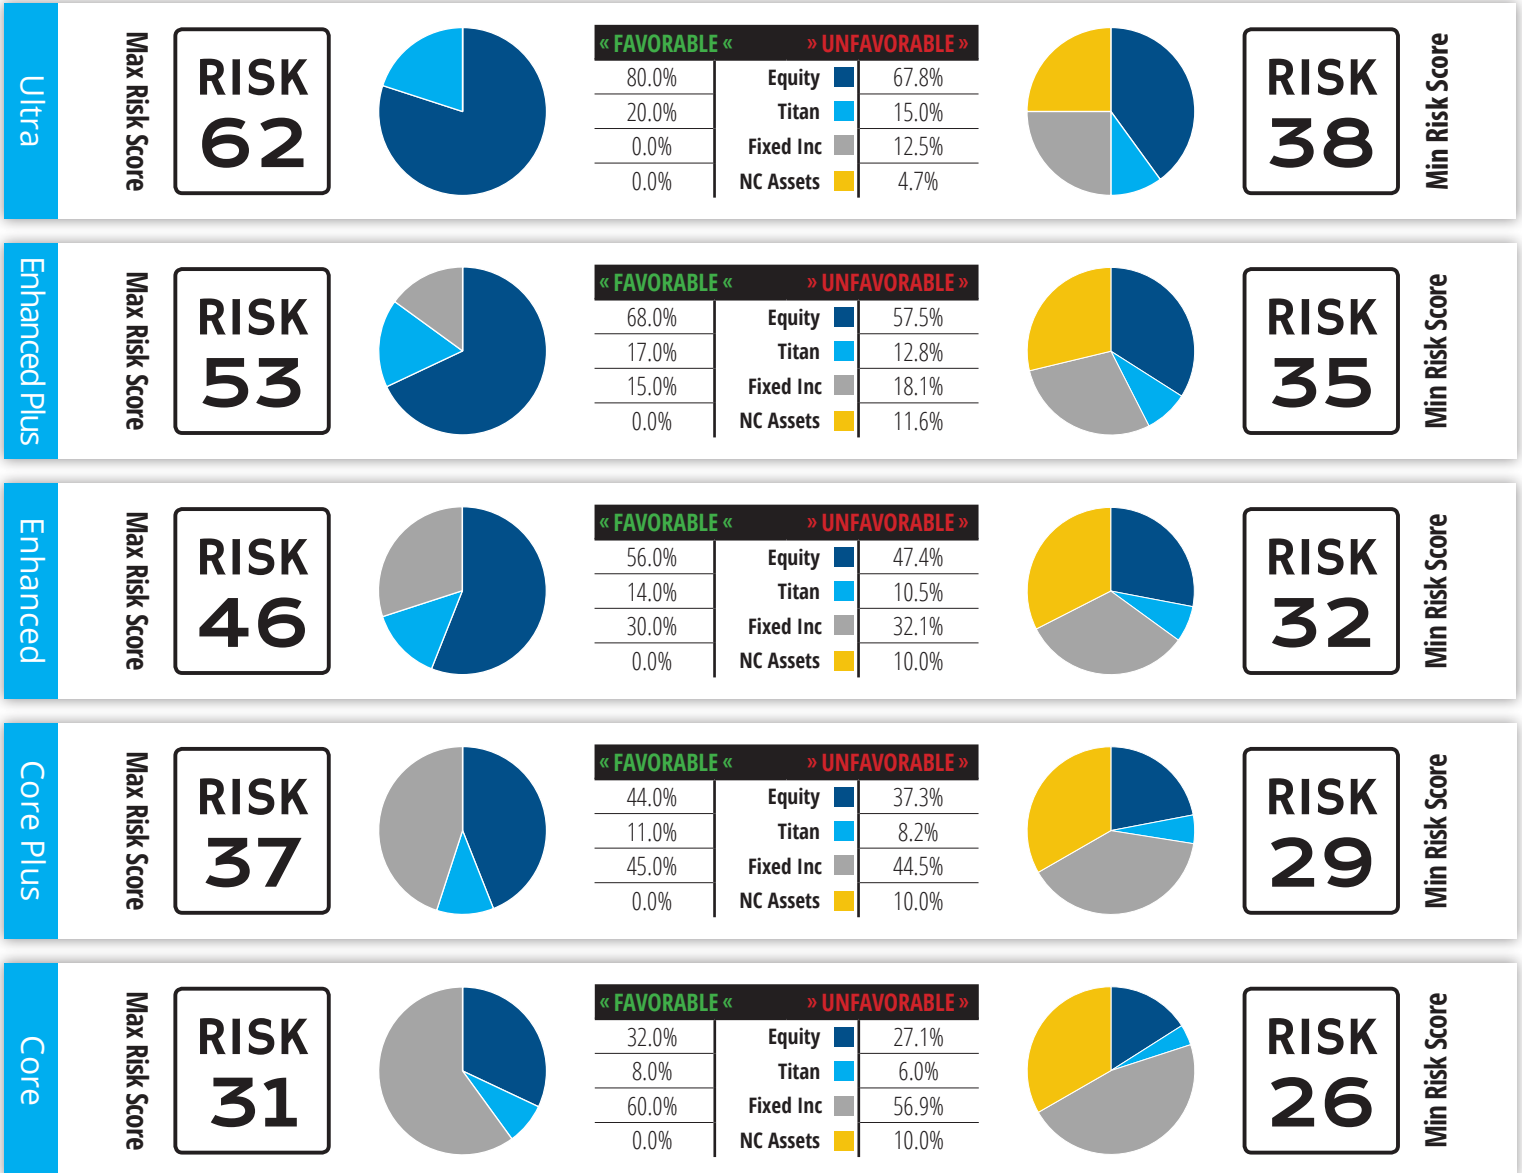 Ultra
Max Risk Score
RISK
62
« FAVORABLE « » UNFAVORABLE »
80.0% Equity 67.8%
20.0% Titan 15.0%
0.0% Fixed Inc 12.5%
0.0% NC Assets 4.7%
RISK
38
Min Risk Score
Enhanced Plus
Max Risk Score
RISK
53
« FAVORABLE « » UNFAVORABLE »
68.0% Equity 57.5%
17.0% Titan 12.8%
15.0% Fixed Inc 18.1%
0.0% NC Assets 11.6%
RISK
35
Min Risk Score
Enhanced
Max Risk Score
RISK
46
« FAVORABLE « » UNFAVORABLE »
56.0% Equity 47.4%
14.0% Titan 10.5%
30.0% Fixed Inc 32.1%
0.0% NC Assets 10.0%
RISK
32
Min Risk Score
Core Plus
Max Risk Score
RISK
37
« FAVORABLE « » UNFAVORABLE »
44.0% Equity 37.3%
11.0% Titan 8.2%
45.0% Fixed Inc 44.5%
0.0% NC Assets 10.0%
RISK
29
Min Risk Score
Core
Max Risk Score
RISK
31
« FAVORABLE « » UNFAVORABLE »
32.0% Equity 27.1%
8.0% Titan 6.0%
60.0% Fixed Inc 56.9%
0.0% NC Assets 10.0%
RISK
26
Min Risk Score